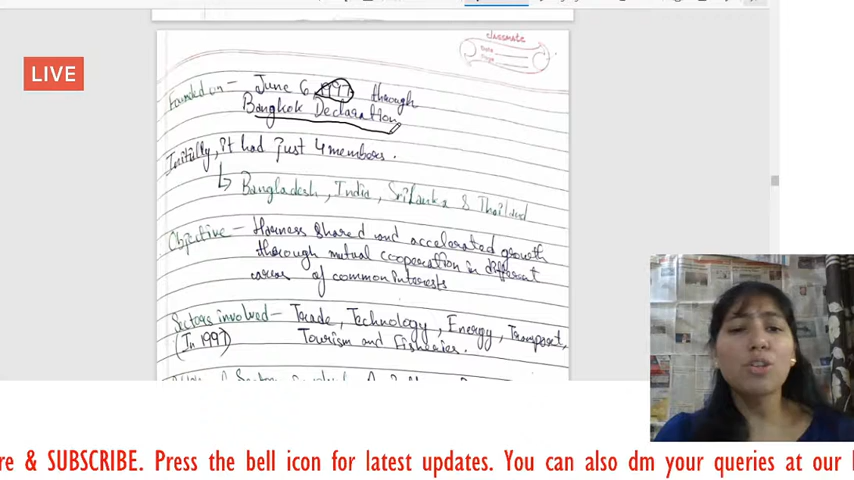 LIVE
classmate
Date
Page
Founded on - June 6, 1997 through
Bangkok Declaration
Initially, it had just 4 members.
Bangladesh, India, Sri Lanka & Thailand
Objective - Harness shared and accelerated growth
thorough mutual cooperation in different
areas of common interests
Sectors involved - Trade, Technology, Energy, Transport,
(In 1997) Tourism and Fisheries.
re & SUBSCRIBE. Press the bell icon for latest updates. You can also dm your queries at our